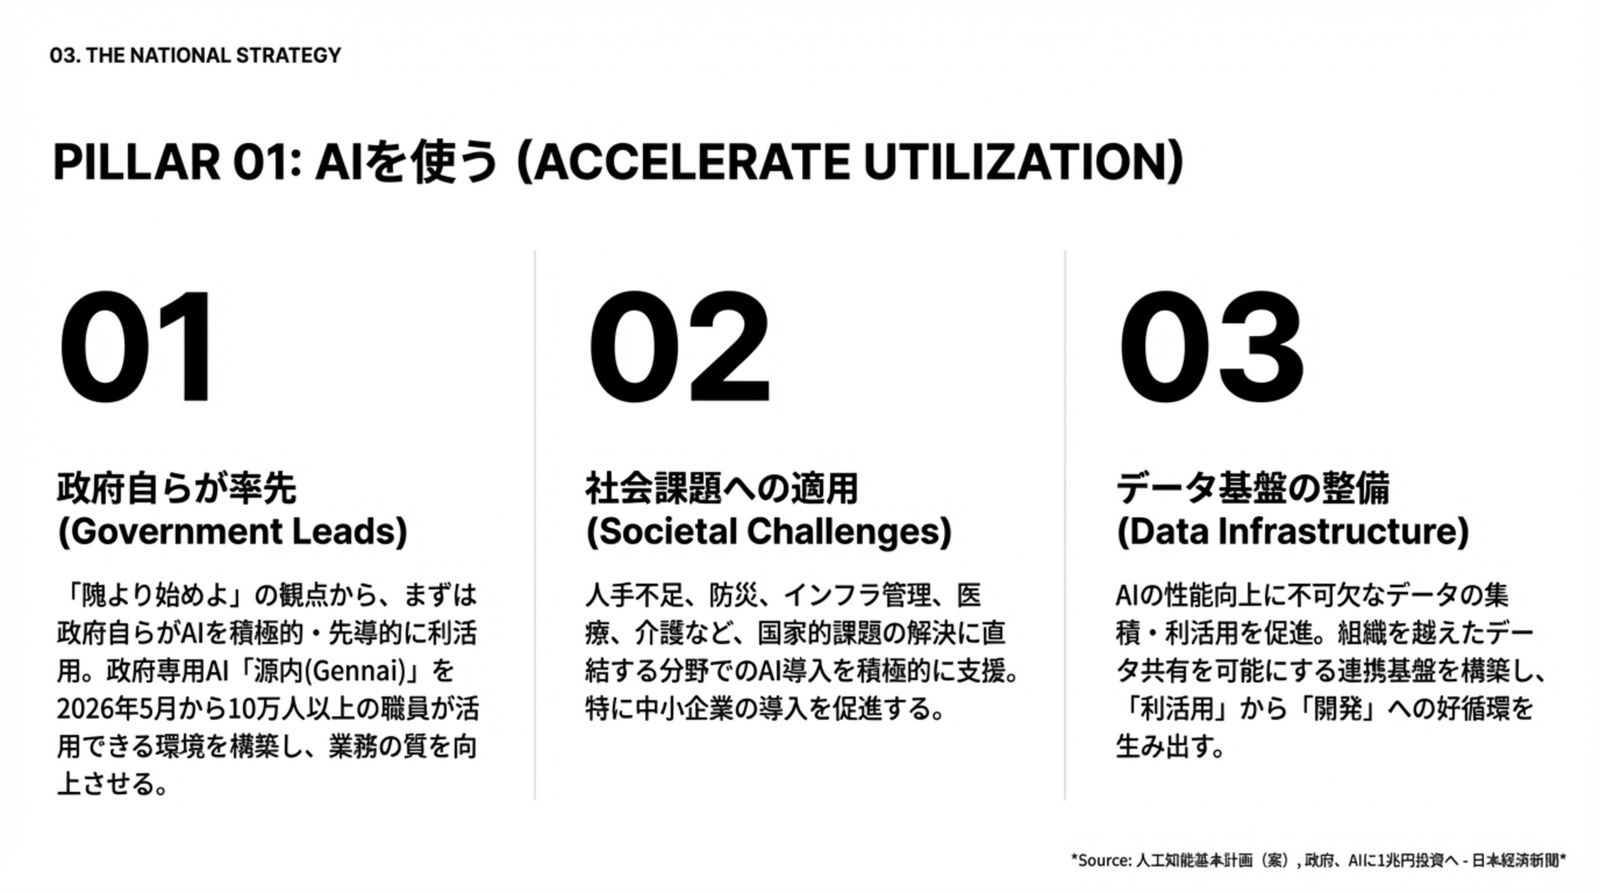 03. THE NATIONAL STRATEGY
PILLAR 01: AIを使う (ACCELERATE UTILIZATION)
01
政府自らが率先
(Government Leads)
「隗より始めよ」の観点から、まずは
政府自らがAIを積極的・先導的に利活
用。政府専用AI「源内(Gennai)」を
2026年5月から10万人以上の職員が活
用できる環境を構築し、業務の質を向
上させる。
02
社会課題への適用
(Societal Challenges)
人手不足、防災、インフラ管理、医
療、介護など、国家的課題の解決に直
結する分野でのAI導入を積極的に支援。
特に中小企業の導入を促進する。
03
データ基盤の整備
(Data Infrastructure)
AIの性能向上に不可欠なデータの集
積・利活用を促進。組織を越えたデー
タ共有を可能にする連携基盤を構築し、
「利活用」から「開発」への好循環を
生み出す。
*Source: 人工知能基本計画（案）, 政府、AIに1兆円投資へ - 日本経済新聞*